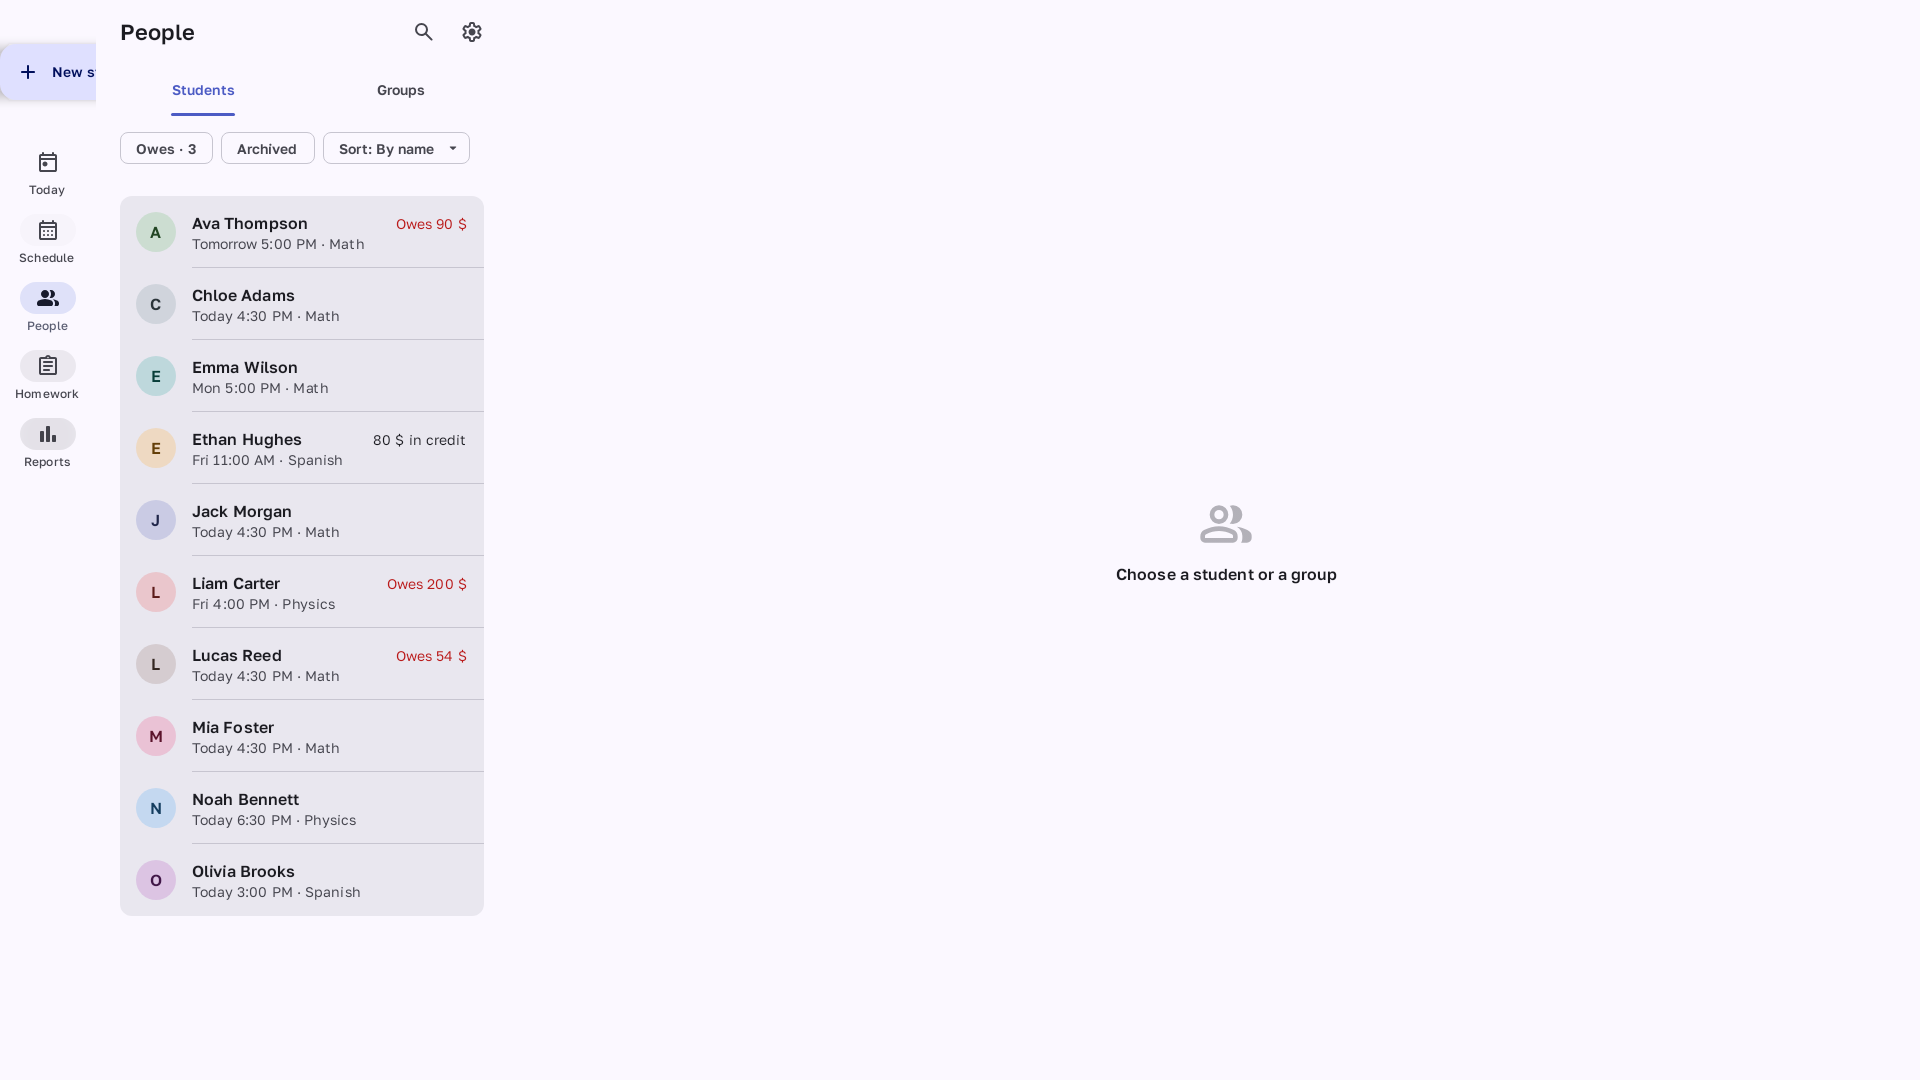 People
New
Students
Groups
Owes · 3
Archived
Sort: By name
Today
Schedule
People
Homework
Reports
A
Ava Thompson
Owes 90 $
Tomorrow 5:00 PM · Math
C
Chloe Adams
Today 4:30 PM · Math
E
Emma Wilson
Mon 5:00 PM · Math
E
Ethan Hughes
80 $ in credit
Fri 11:00 AM · Spanish
J
Jack Morgan
Today 4:30 PM · Math
L
Liam Carter
Owes 200 $
Fri 4:00 PM · Physics
L
Lucas Reed
Owes 54 $
Today 4:30 PM · Math
M
Mia Foster
Today 4:30 PM · Math
N
Noah Bennett
Today 6:30 PM · Physics
O
Olivia Brooks
Today 3:00 PM · Spanish
Choose a student or a group